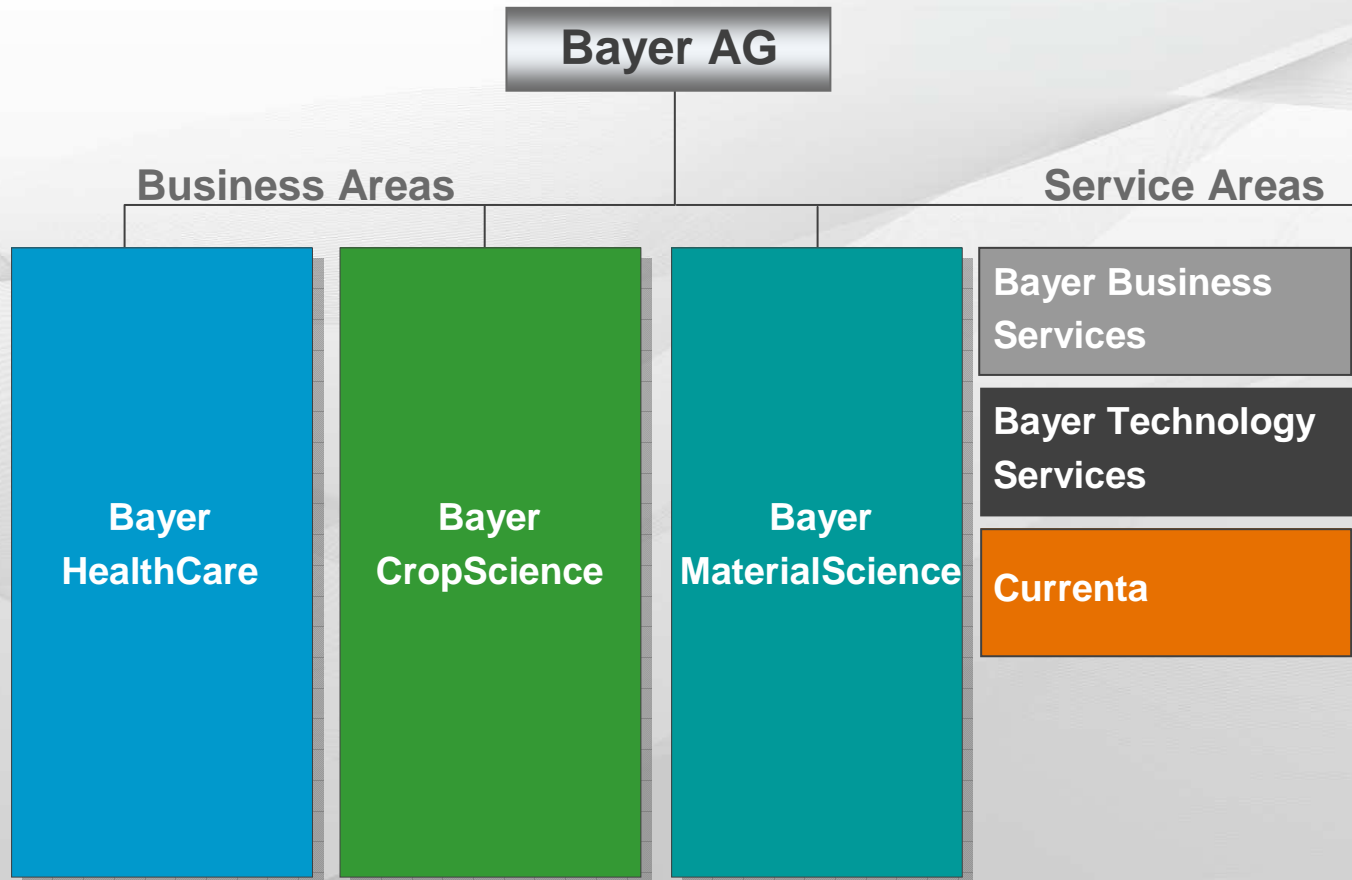 Bayer AG
Business Areas
Service Areas
Bayer
HealthCare
Bayer
CropScience
Bayer
MaterialScience
Bayer Business
Services
Bayer Technology
Services
Currenta